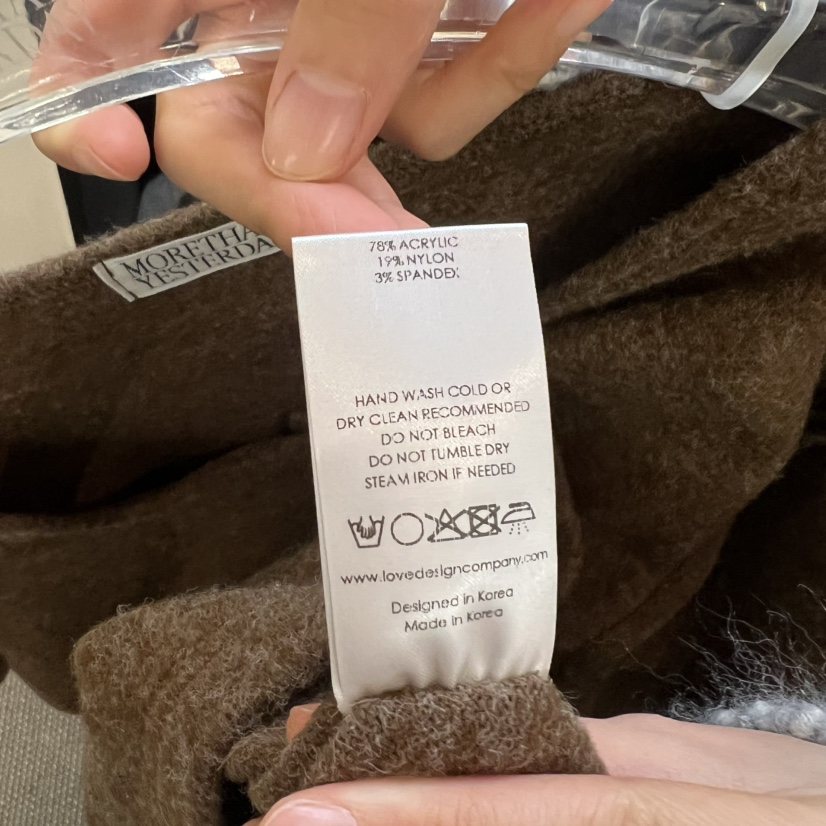 MORETHA
YESTERDA
78% ACRYLIC
19% NYLON
3% SPANDEX
HAND WASH COLD OR
DRY CLEAN RECOMMENDED
DO NOT BLEACH
DO NOT TUMBLE DRY
STEAM IRON IF NEEDED
www.lovedesigncompany.com
Designed in Korea
Made in Korea